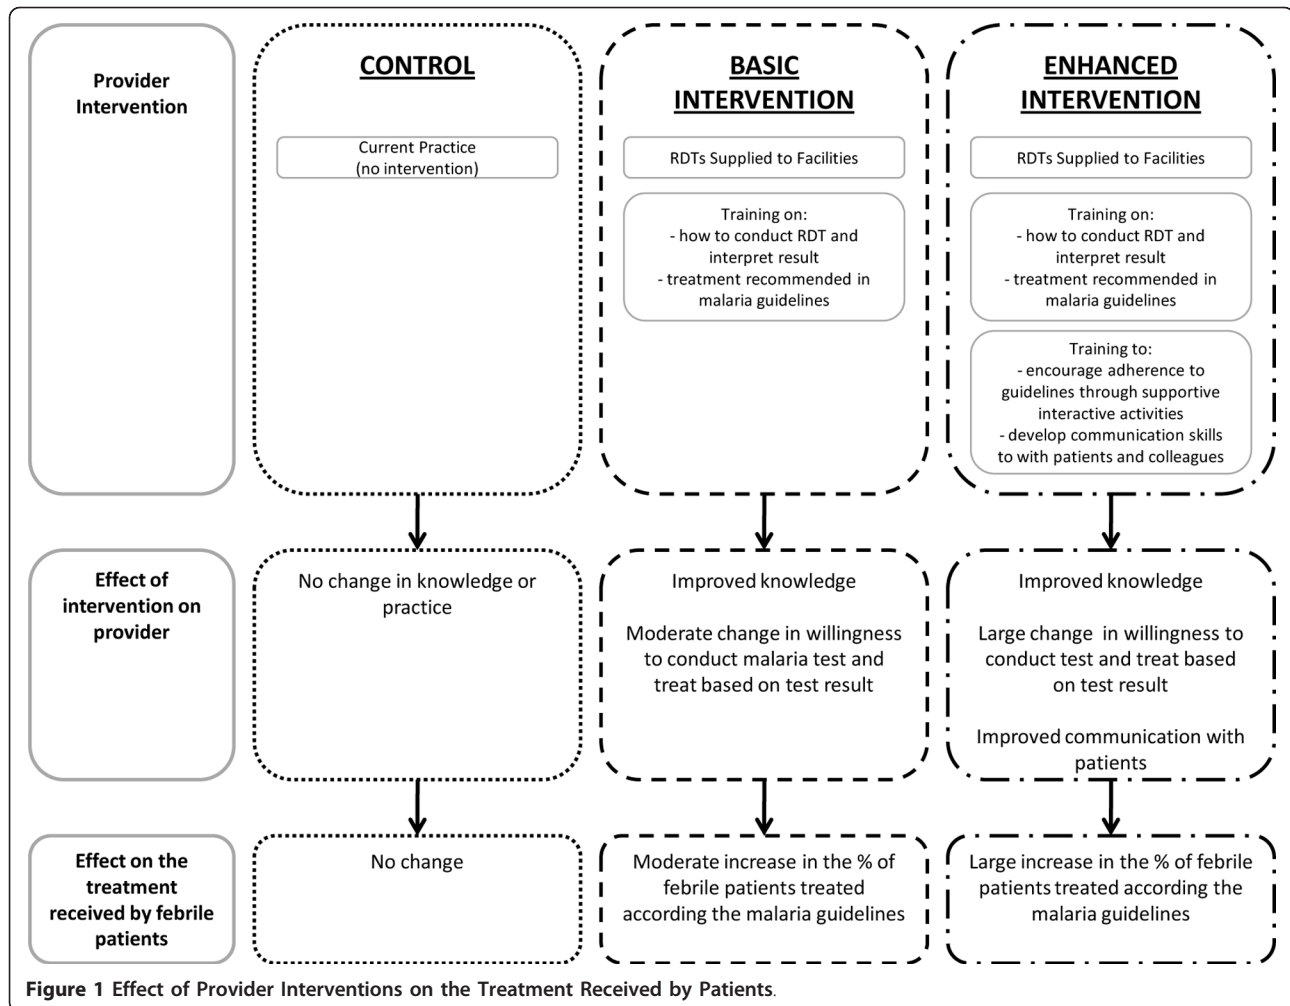 Provider
Intervention
CONTROL
Current Practice
(no intervention)
BASIC
INTERVENTION
RDTs Supplied to Facilities
Training on:
- how to conduct RDT and
interpret result
- treatment recommended in
malaria guidelines
ENHANCED
INTERVENTION
RDTs Supplied to Facilities
Training on:
- how to conduct RDT and
interpret result
- treatment recommended in
malaria guidelines
Training to:
- encourage adherence to
guidelines through supportive
interactive activities
- develop communication skills
to with patients and colleagues
Effect of
intervention on
provider
No change in knowledge or
practice
Improved knowledge
Moderate change in willingness
to conduct malaria test and
treat based on test result
Improved knowledge
Large change in willingness to
conduct test and treat based
on test result
Improved communication with
patients
Effect on the
treatment
received by febrile
patients
No change
Moderate increase in the % of
febrile patients treated
according the malaria guidelines
Large increase in the % of febrile
patients treated according the
malaria guidelines
Figure 1 Effect of Provider Interventions on the Treatment Received by Patients.